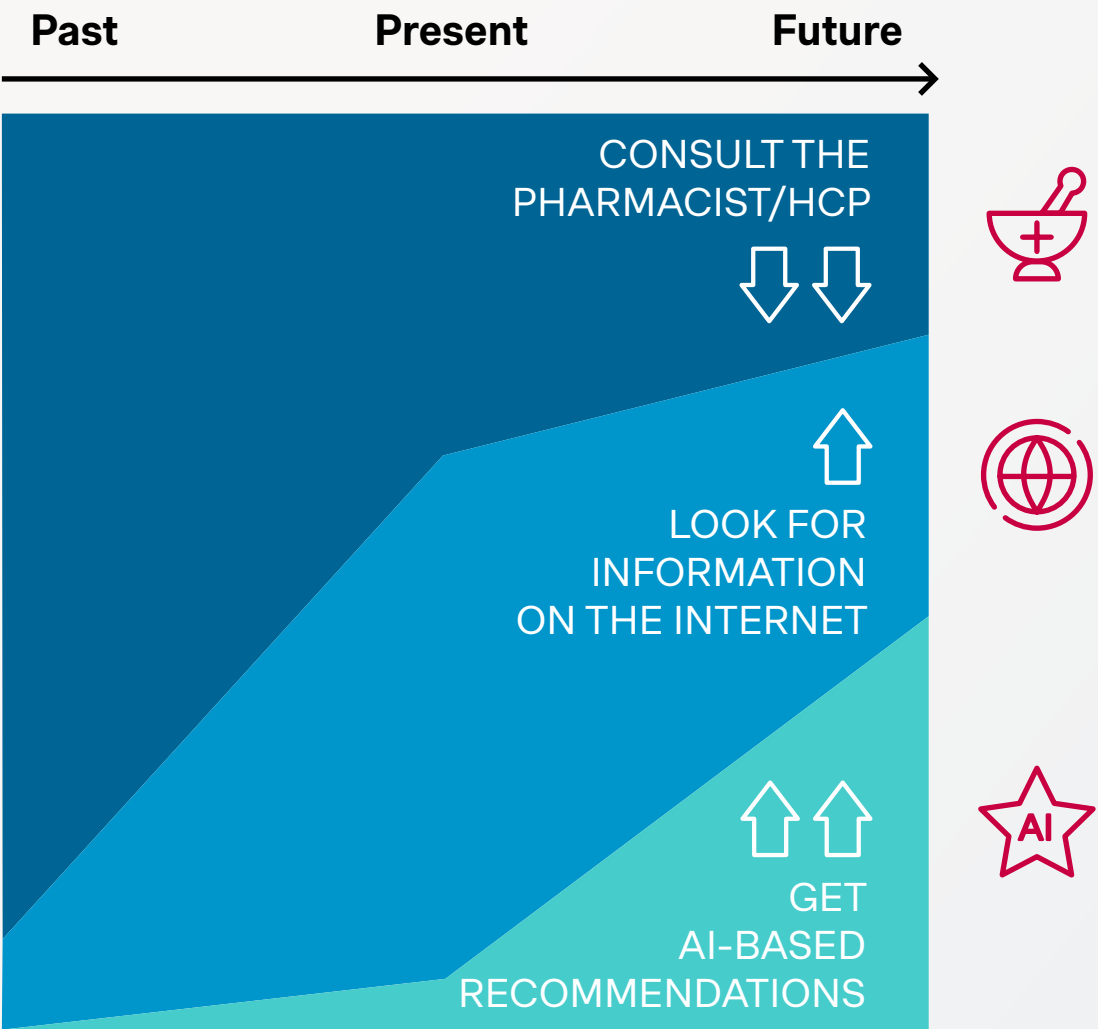 Past Present Future
CONSULT THE
PHARMACIST/HCP
LOOK FOR
INFORMATION
ON THE INTERNET
AI
GET
AI-BASED
RECOMMENDATIONS